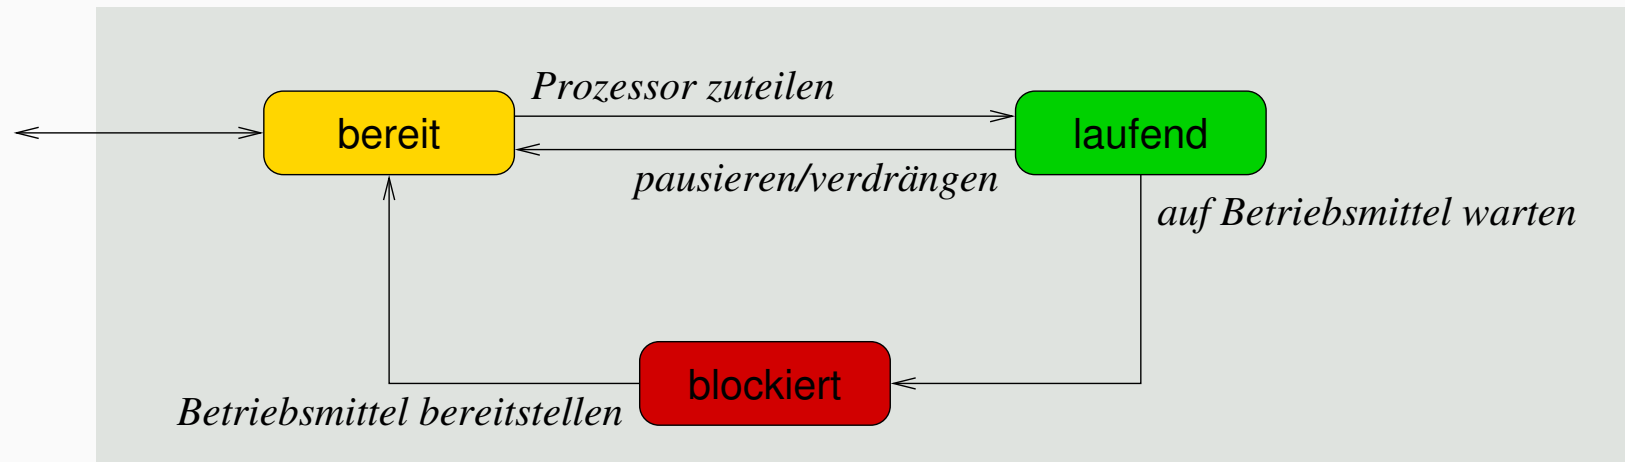 Prozessor zuteilen
bereit
laufend
pausieren/verdrängen
auf Betriebsmittel warten
blockiert
Betriebsmittel bereitstellen